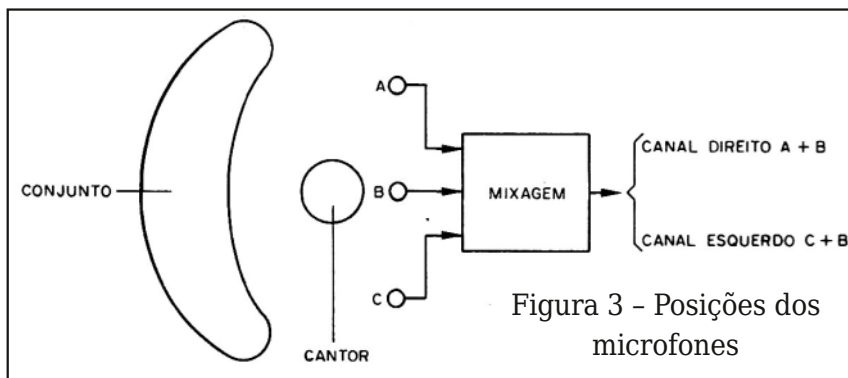 A
CANAL DIREITO A + B
CONJUNTO
B
MIXAGEM
CANAL ESQUERDO C + B
C
Figura 3 – Posições dos
microfones
CANTOR